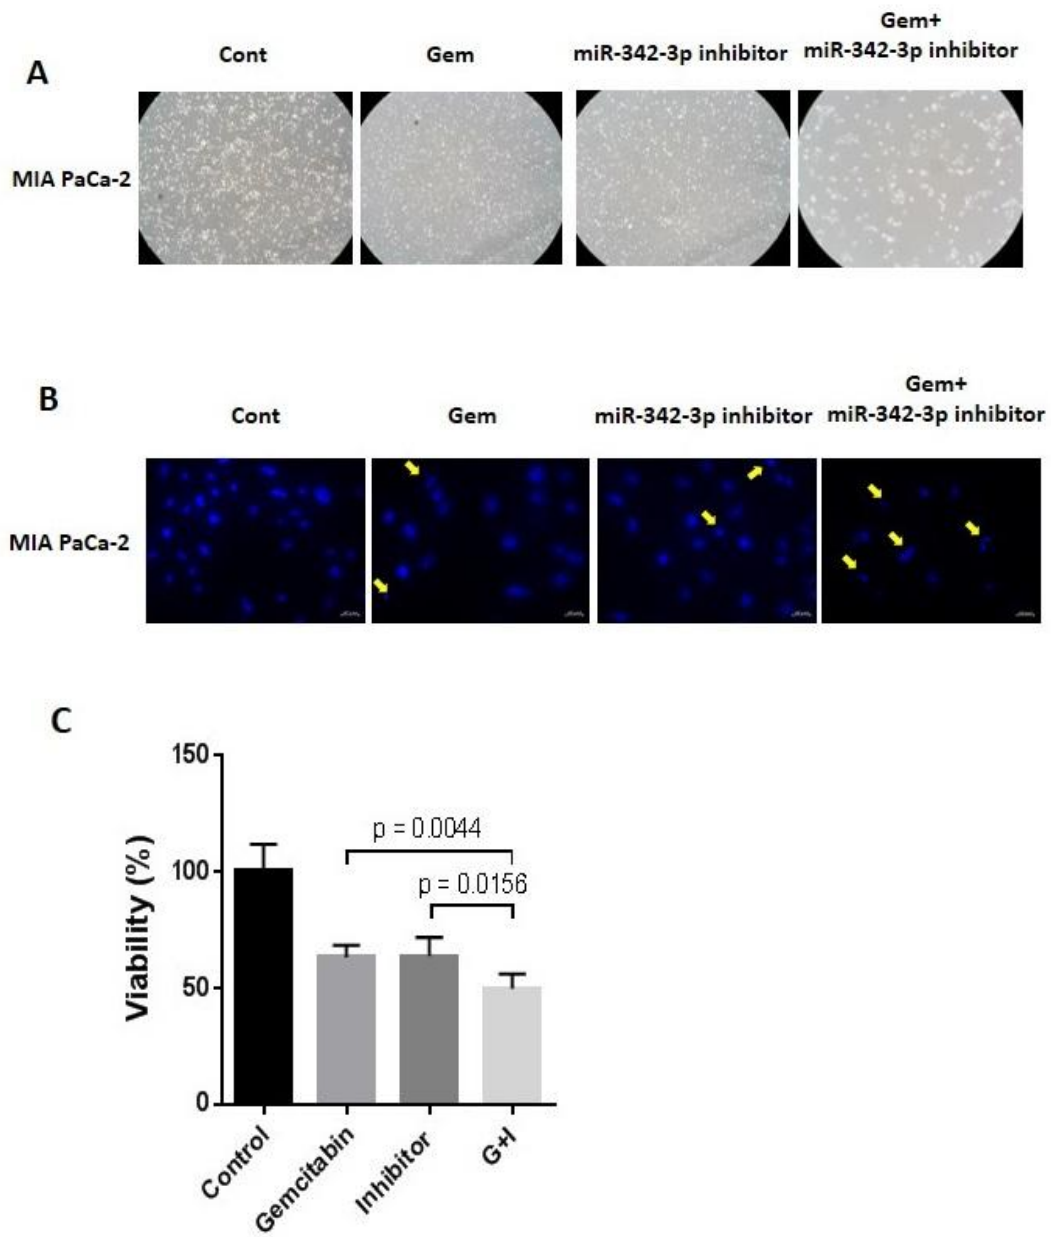 A
Cont
Gem
miR-342-3p inhibitor
Gem+
miR-342-3p inhibitor
MIA PaCa-2
B
Cont
Gem
miR-342-3p inhibitor
Gem+
miR-342-3p inhibitor
MIA PaCa-2
C
Viability (%)
150
100
50
0
p = 0.0044
p = 0.0156
Control
Gemcitabin
Inhibitor
G+I